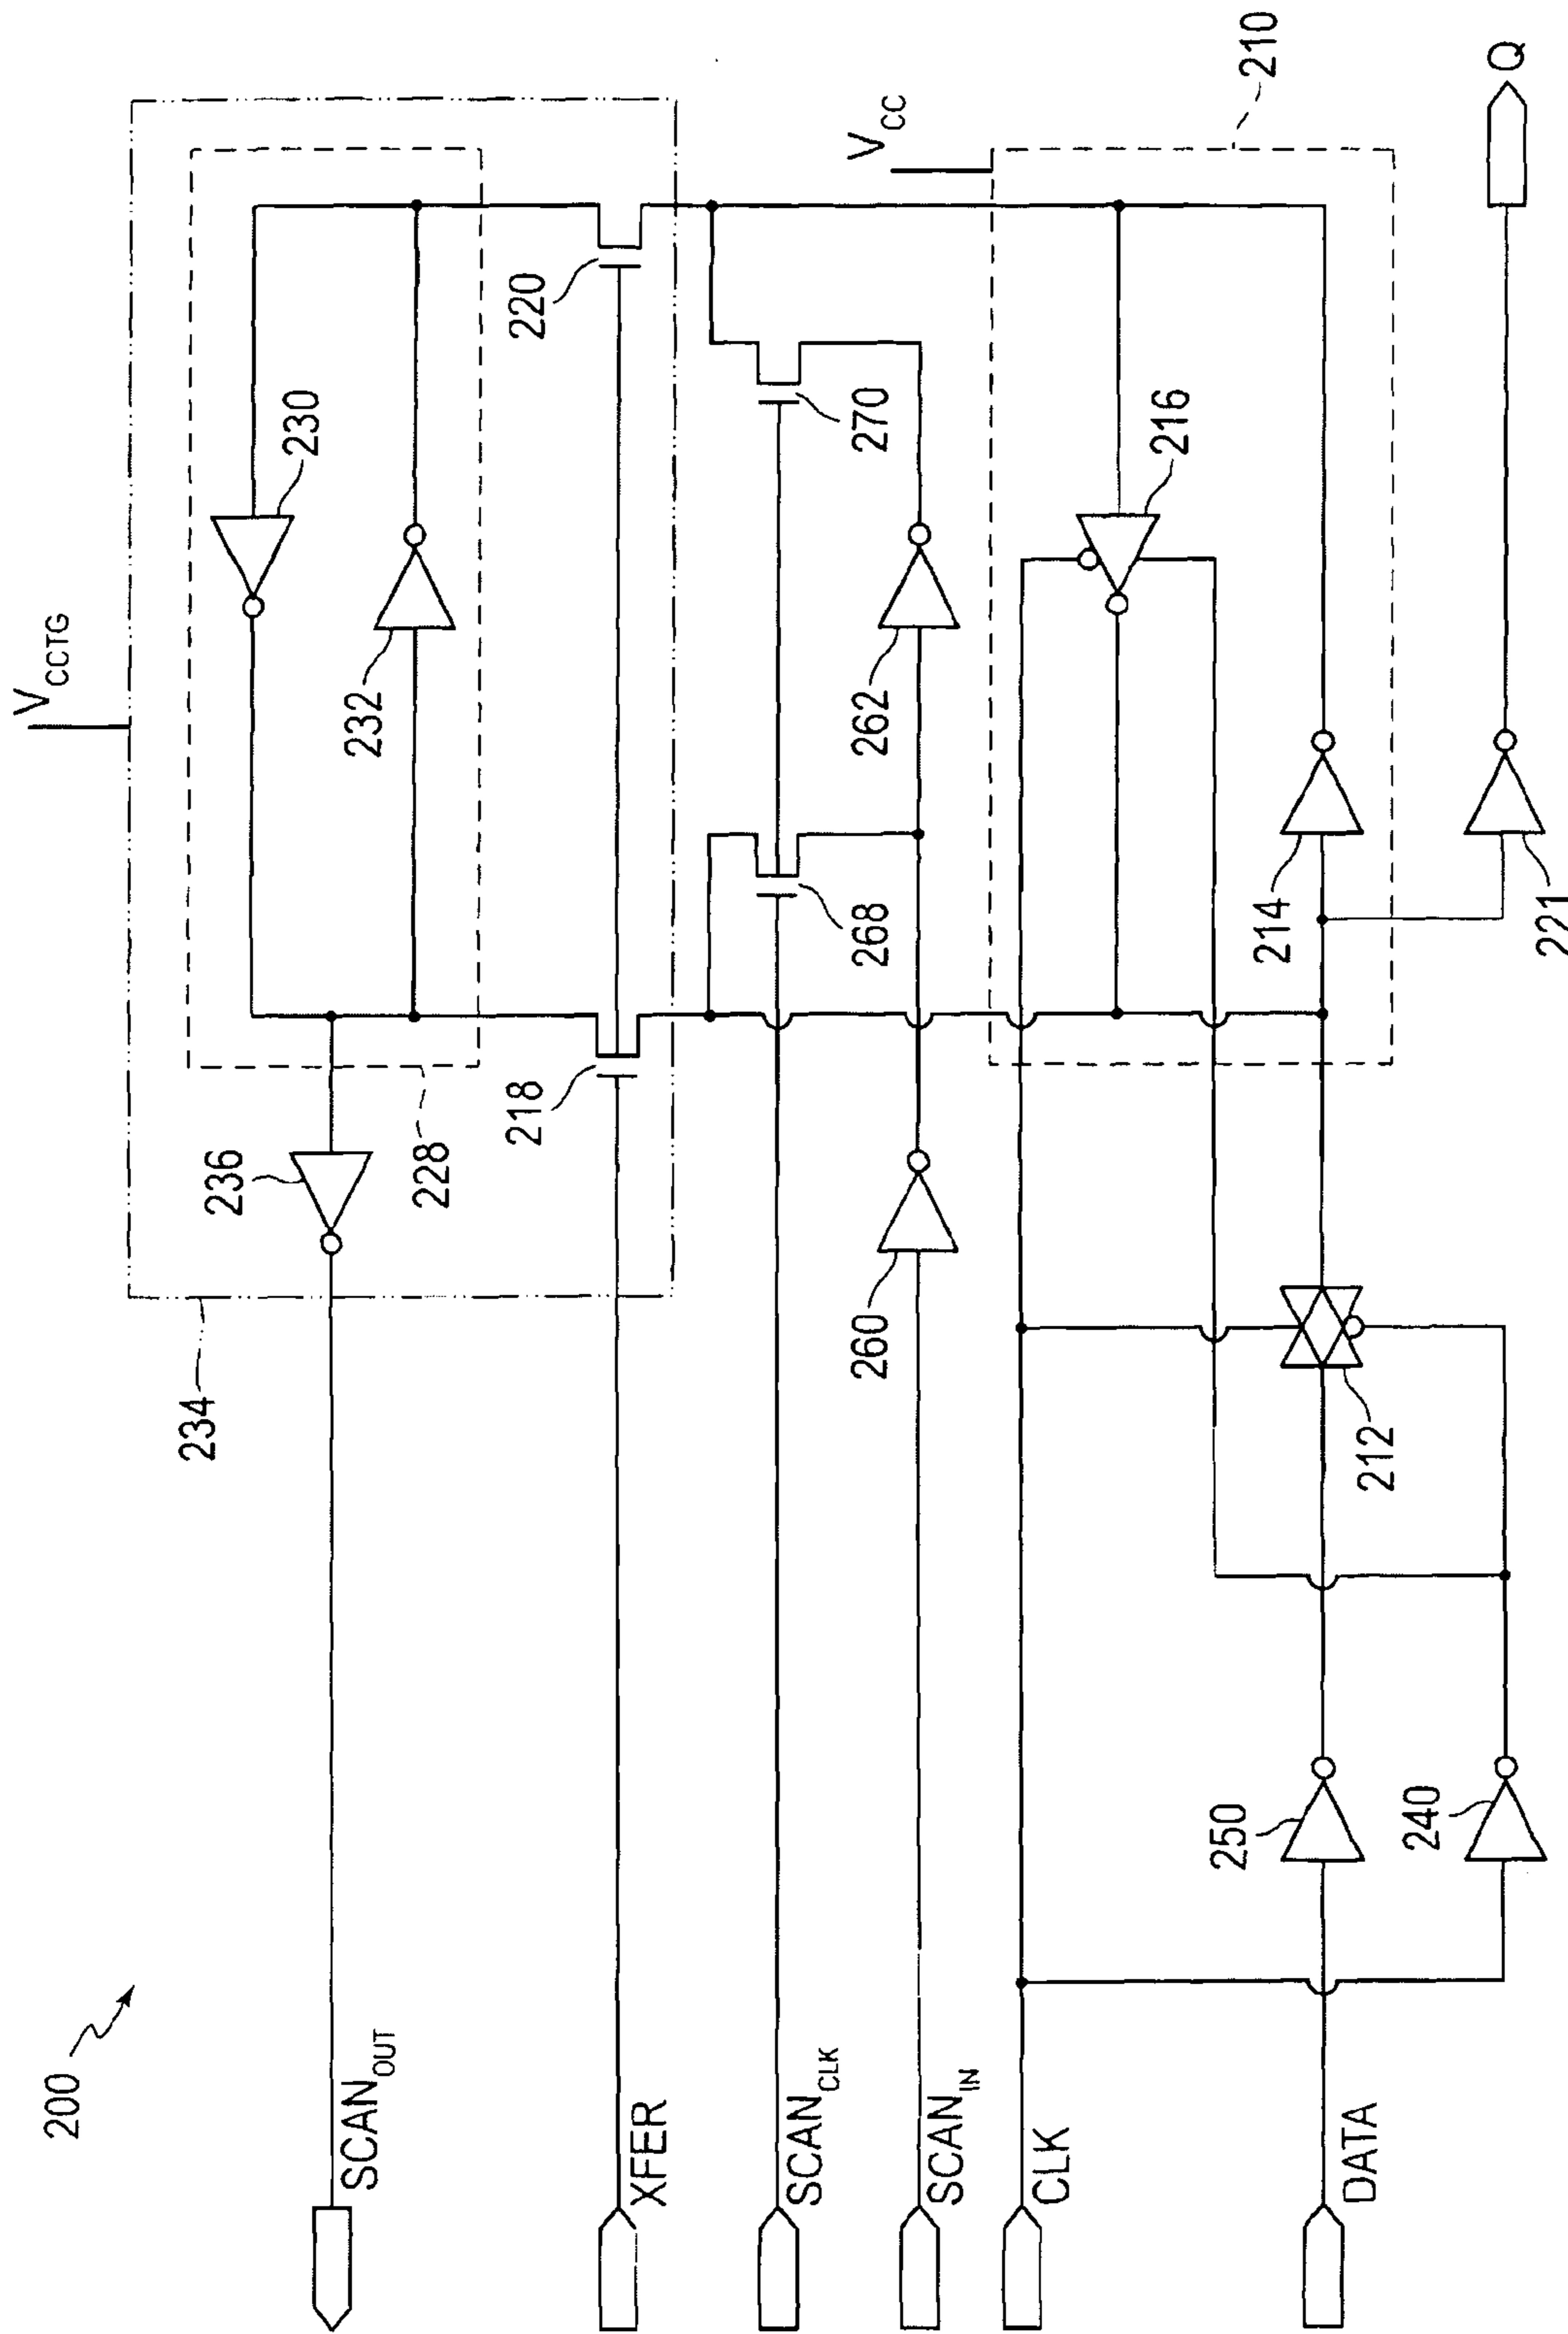 200
V_CCTG
234
230
232
236
228
218
220
SCAN_OUT
XFER
SCAN_CLK
SCAN_IN
CLK
DATA
268
270
260
262
V_CC
210
216
214
212
250
240
221
Q